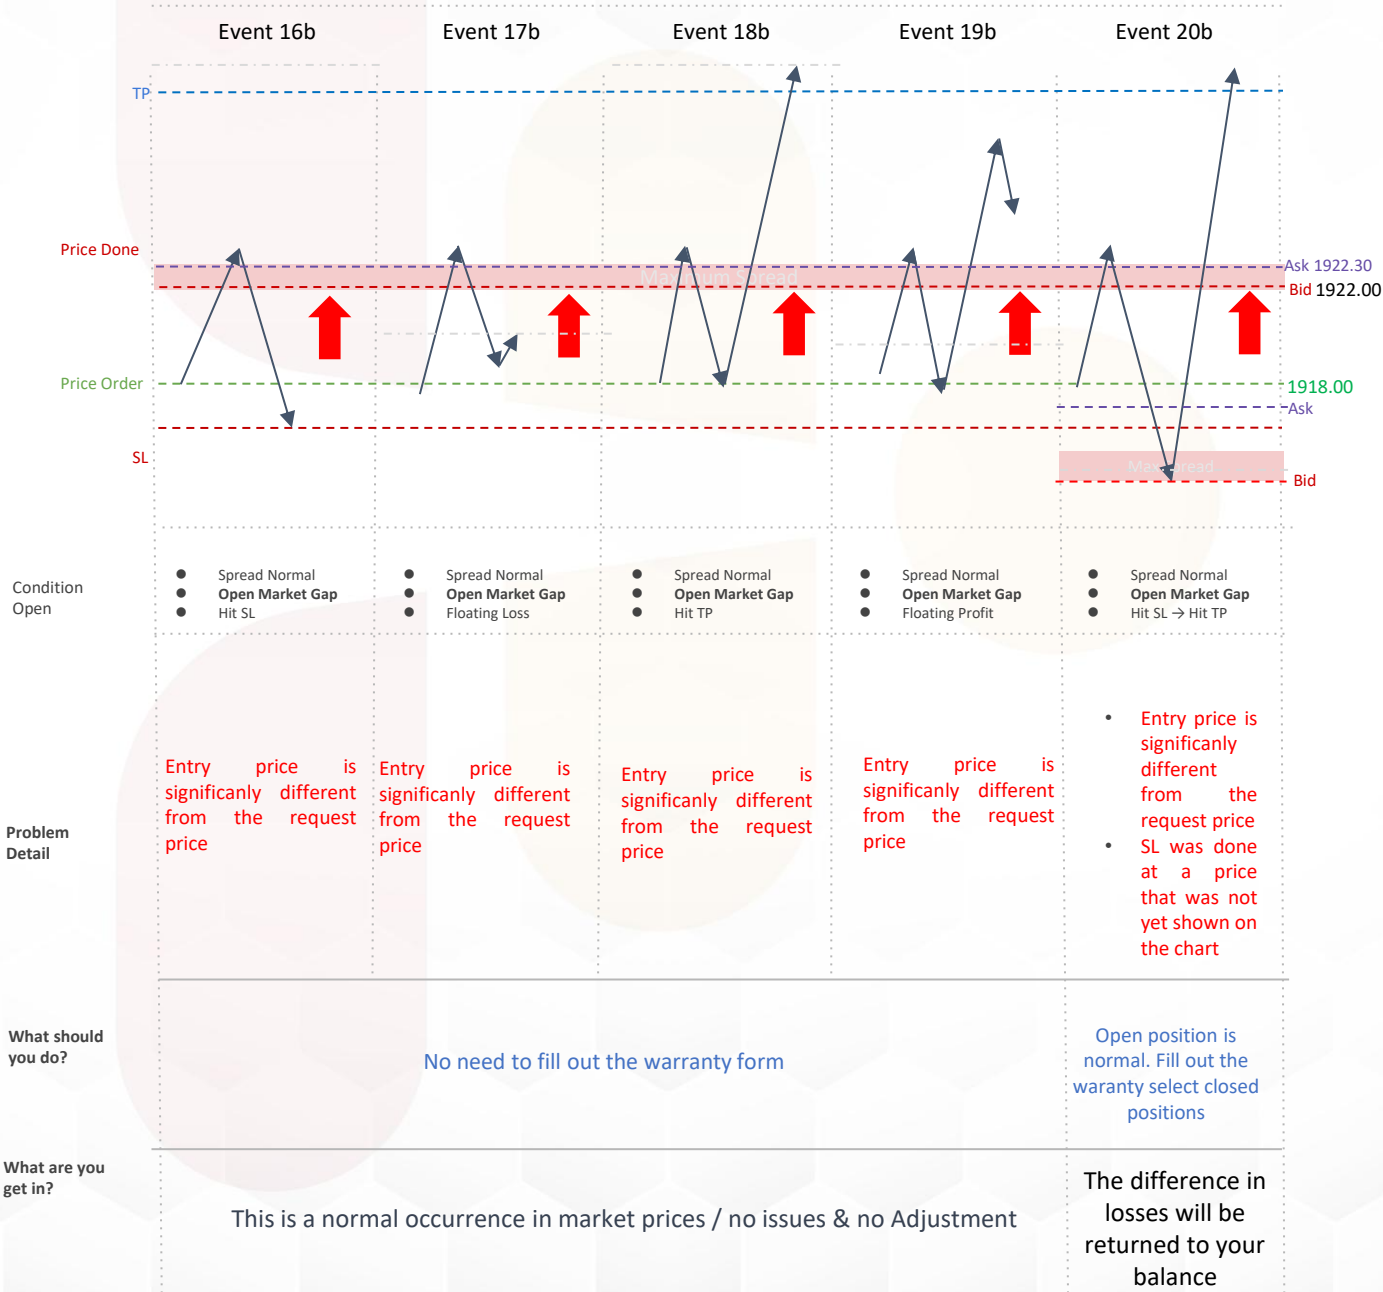 Event 16b
Event 17b
Event 18b
Event 19b
Event 20b
TP
Price Done
Maximum Spread
Ask 1922.30
Bid 1922.00
Price Order
1918.00
Ask
SL
Max Spread
Bid
Condition
Open
● Spread Normal
● Open Market Gap
● Hit SL
● Spread Normal
● Open Market Gap
● Floating Loss
● Spread Normal
● Open Market Gap
● Hit TP
● Spread Normal
● Open Market Gap
● Floating Profit
● Spread Normal
● Open Market Gap
● Hit SL → Hit TP
Problem
Detail
Entry price is
significanly different
from the request
price
Entry price is
significanly different
from the request
price
Entry price is
significanly different
from the request
price
Entry price is
significanly different
from the request
price
• Entry price is
significanly
different
from the
request price
• SL was done
at a price
that was not
yet shown on
the chart
What should
you do?
No need to fill out the warranty form
Open position is
normal. Fill out the
waranty select closed
positions
What are you
get in?
This is a normal occurrence in market prices / no issues & no Adjustment
The difference in
losses will be
returned to your
balance